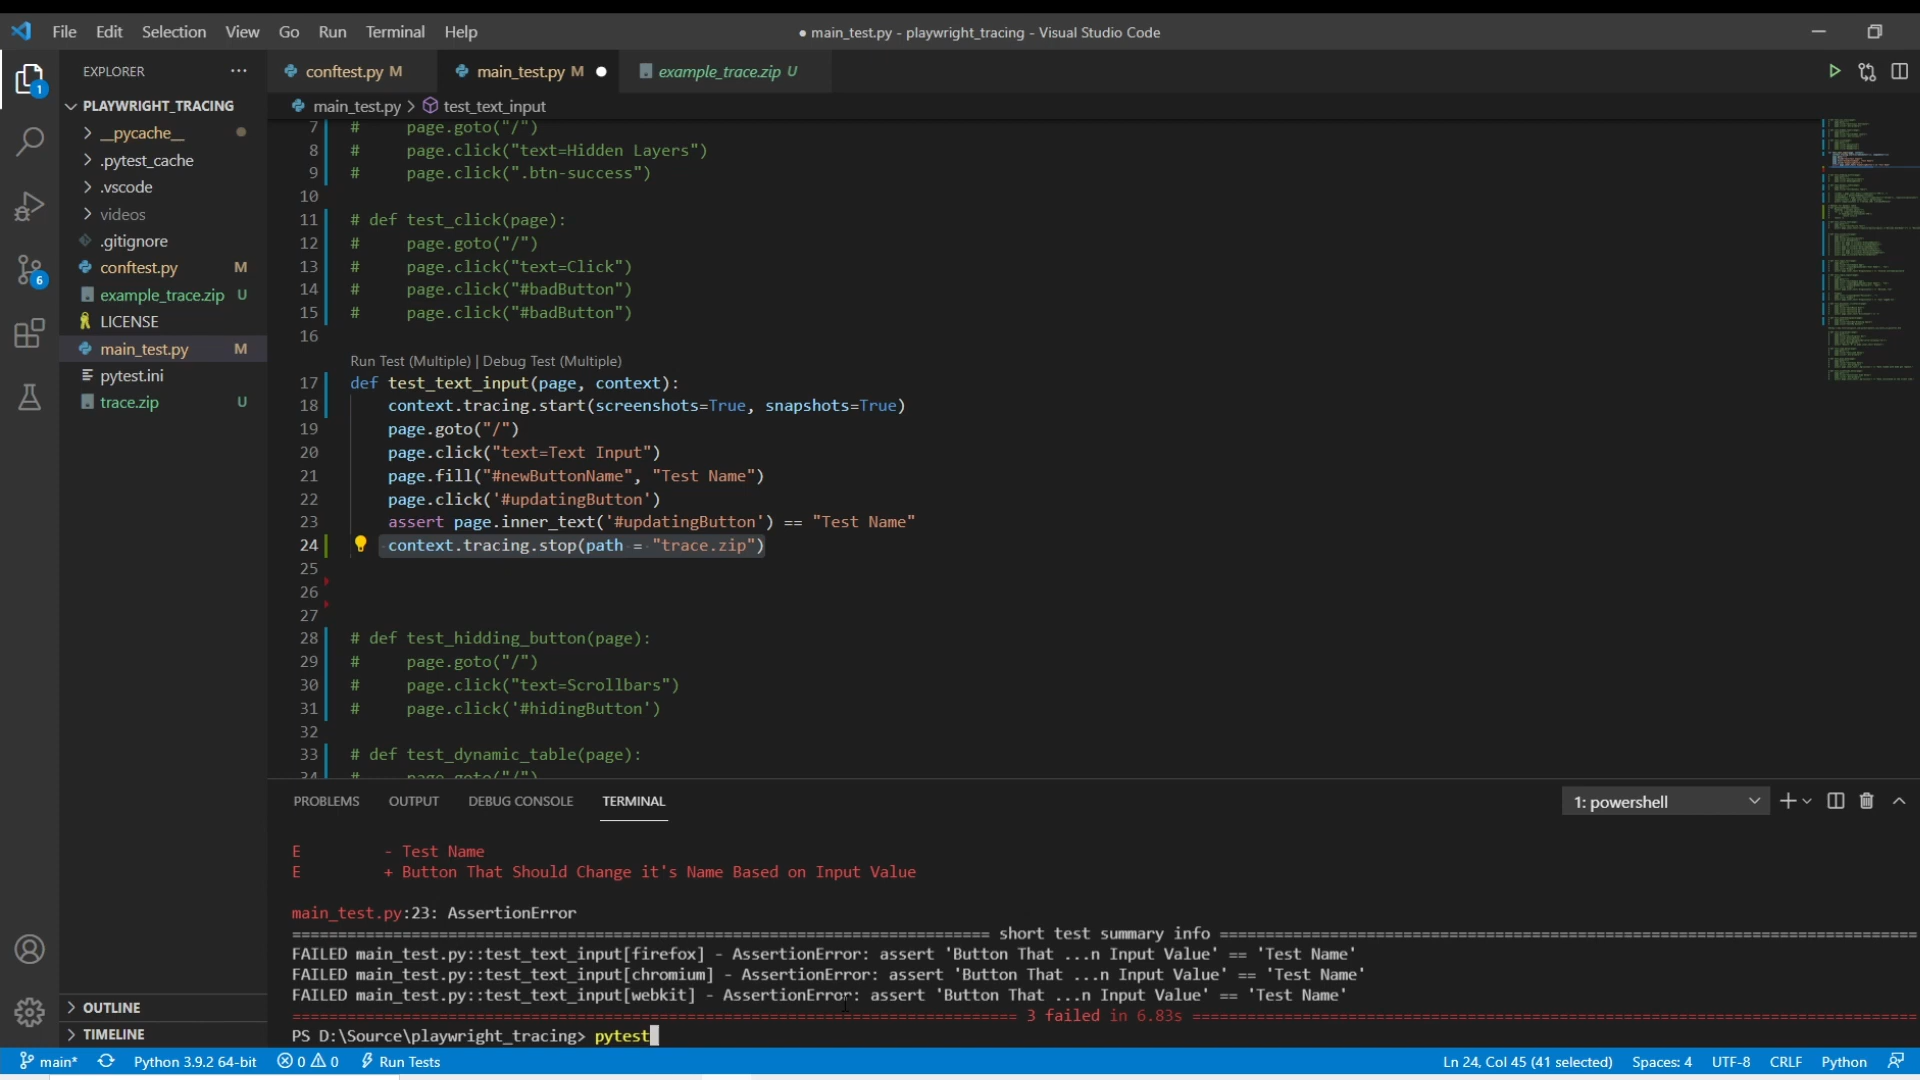 File Edit Selection View Go Run Terminal Help
● main_test.py - playwright_tracing - Visual Studio Code
EXPLORER ···
conftest.py M
main_test.py M ●
example_trace.zip U
PLAYWRIGHT_TRACING
main_test.py > test_text_input
__pycache__
.pytest_cache
.vscode
videos
.gitignore
conftest.py M
example_trace.zip U
LICENSE
main_test.py M
pytest.ini
trace.zip U
OUTLINE
TIMELINE
1
6
7 # page.goto("/")
8 # page.click("text=Hidden Layers")
9 # page.click(".btn-success")
10
11 # def test_click(page):
12 # page.goto("/")
13 # page.click("text=Click")
14 # page.click("#badButton")
15 # page.click("#badButton")
16
Run Test (Multiple) | Debug Test (Multiple)
17 def test_text_input(page, context):
18 context.tracing.start(screenshots=True, snapshots=True)
19 page.goto("/")
20 page.click("text=Text Input")
21 page.fill("#newButtonName", "Test Name")
22 page.click('#updatingButton')
23 assert page.inner_text('#updatingButton') == "Test Name"
24 context.tracing.stop(path = "trace.zip")
25
26
27
28 # def test_hidding_button(page):
29 # page.goto("/")
30 # page.click("text=Scrollbars")
31 # page.click('#hidingButton')
32
33 # def test_dynamic_table(page):
34 # page.goto("/")
PROBLEMS OUTPUT DEBUG CONSOLE TERMINAL
1: powershell
E - Test Name
E + Button That Should Change it's Name Based on Input Value
main_test.py:23: AssertionError
short test summary info
FAILED main_test.py::test_text_input[firefox] - AssertionError: assert 'Button That ...n Input Value' == 'Test Name'
FAILED main_test.py::test_text_input[chromium] - AssertionError: assert 'Button That ...n Input Value' == 'Test Name'
FAILED main_test.py::test_text_input[webkit] - AssertionError: assert 'Button That ...n Input Value' == 'Test Name'
3 failed in 6.83s
PS D:\Source\playwright_tracing> pytest
main* Python 3.9.2 64-bit 0 0 Run Tests
Ln 24, Col 45 (41 selected) Spaces: 4 UTF-8 CRLF Python